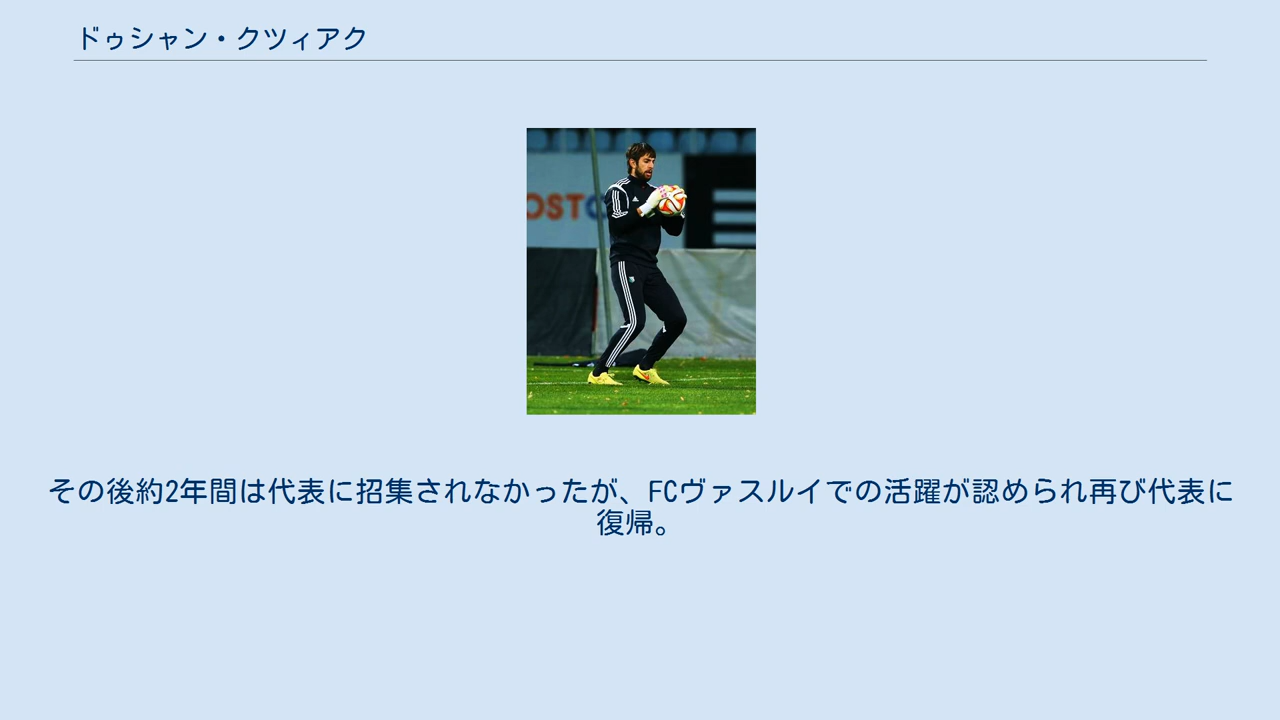 ドゥシャン・クツィアク
OSTC
その後約2年間は代表に招集されなかったが、FCヴァスルイでの活躍が認められ再び代表に
復帰。